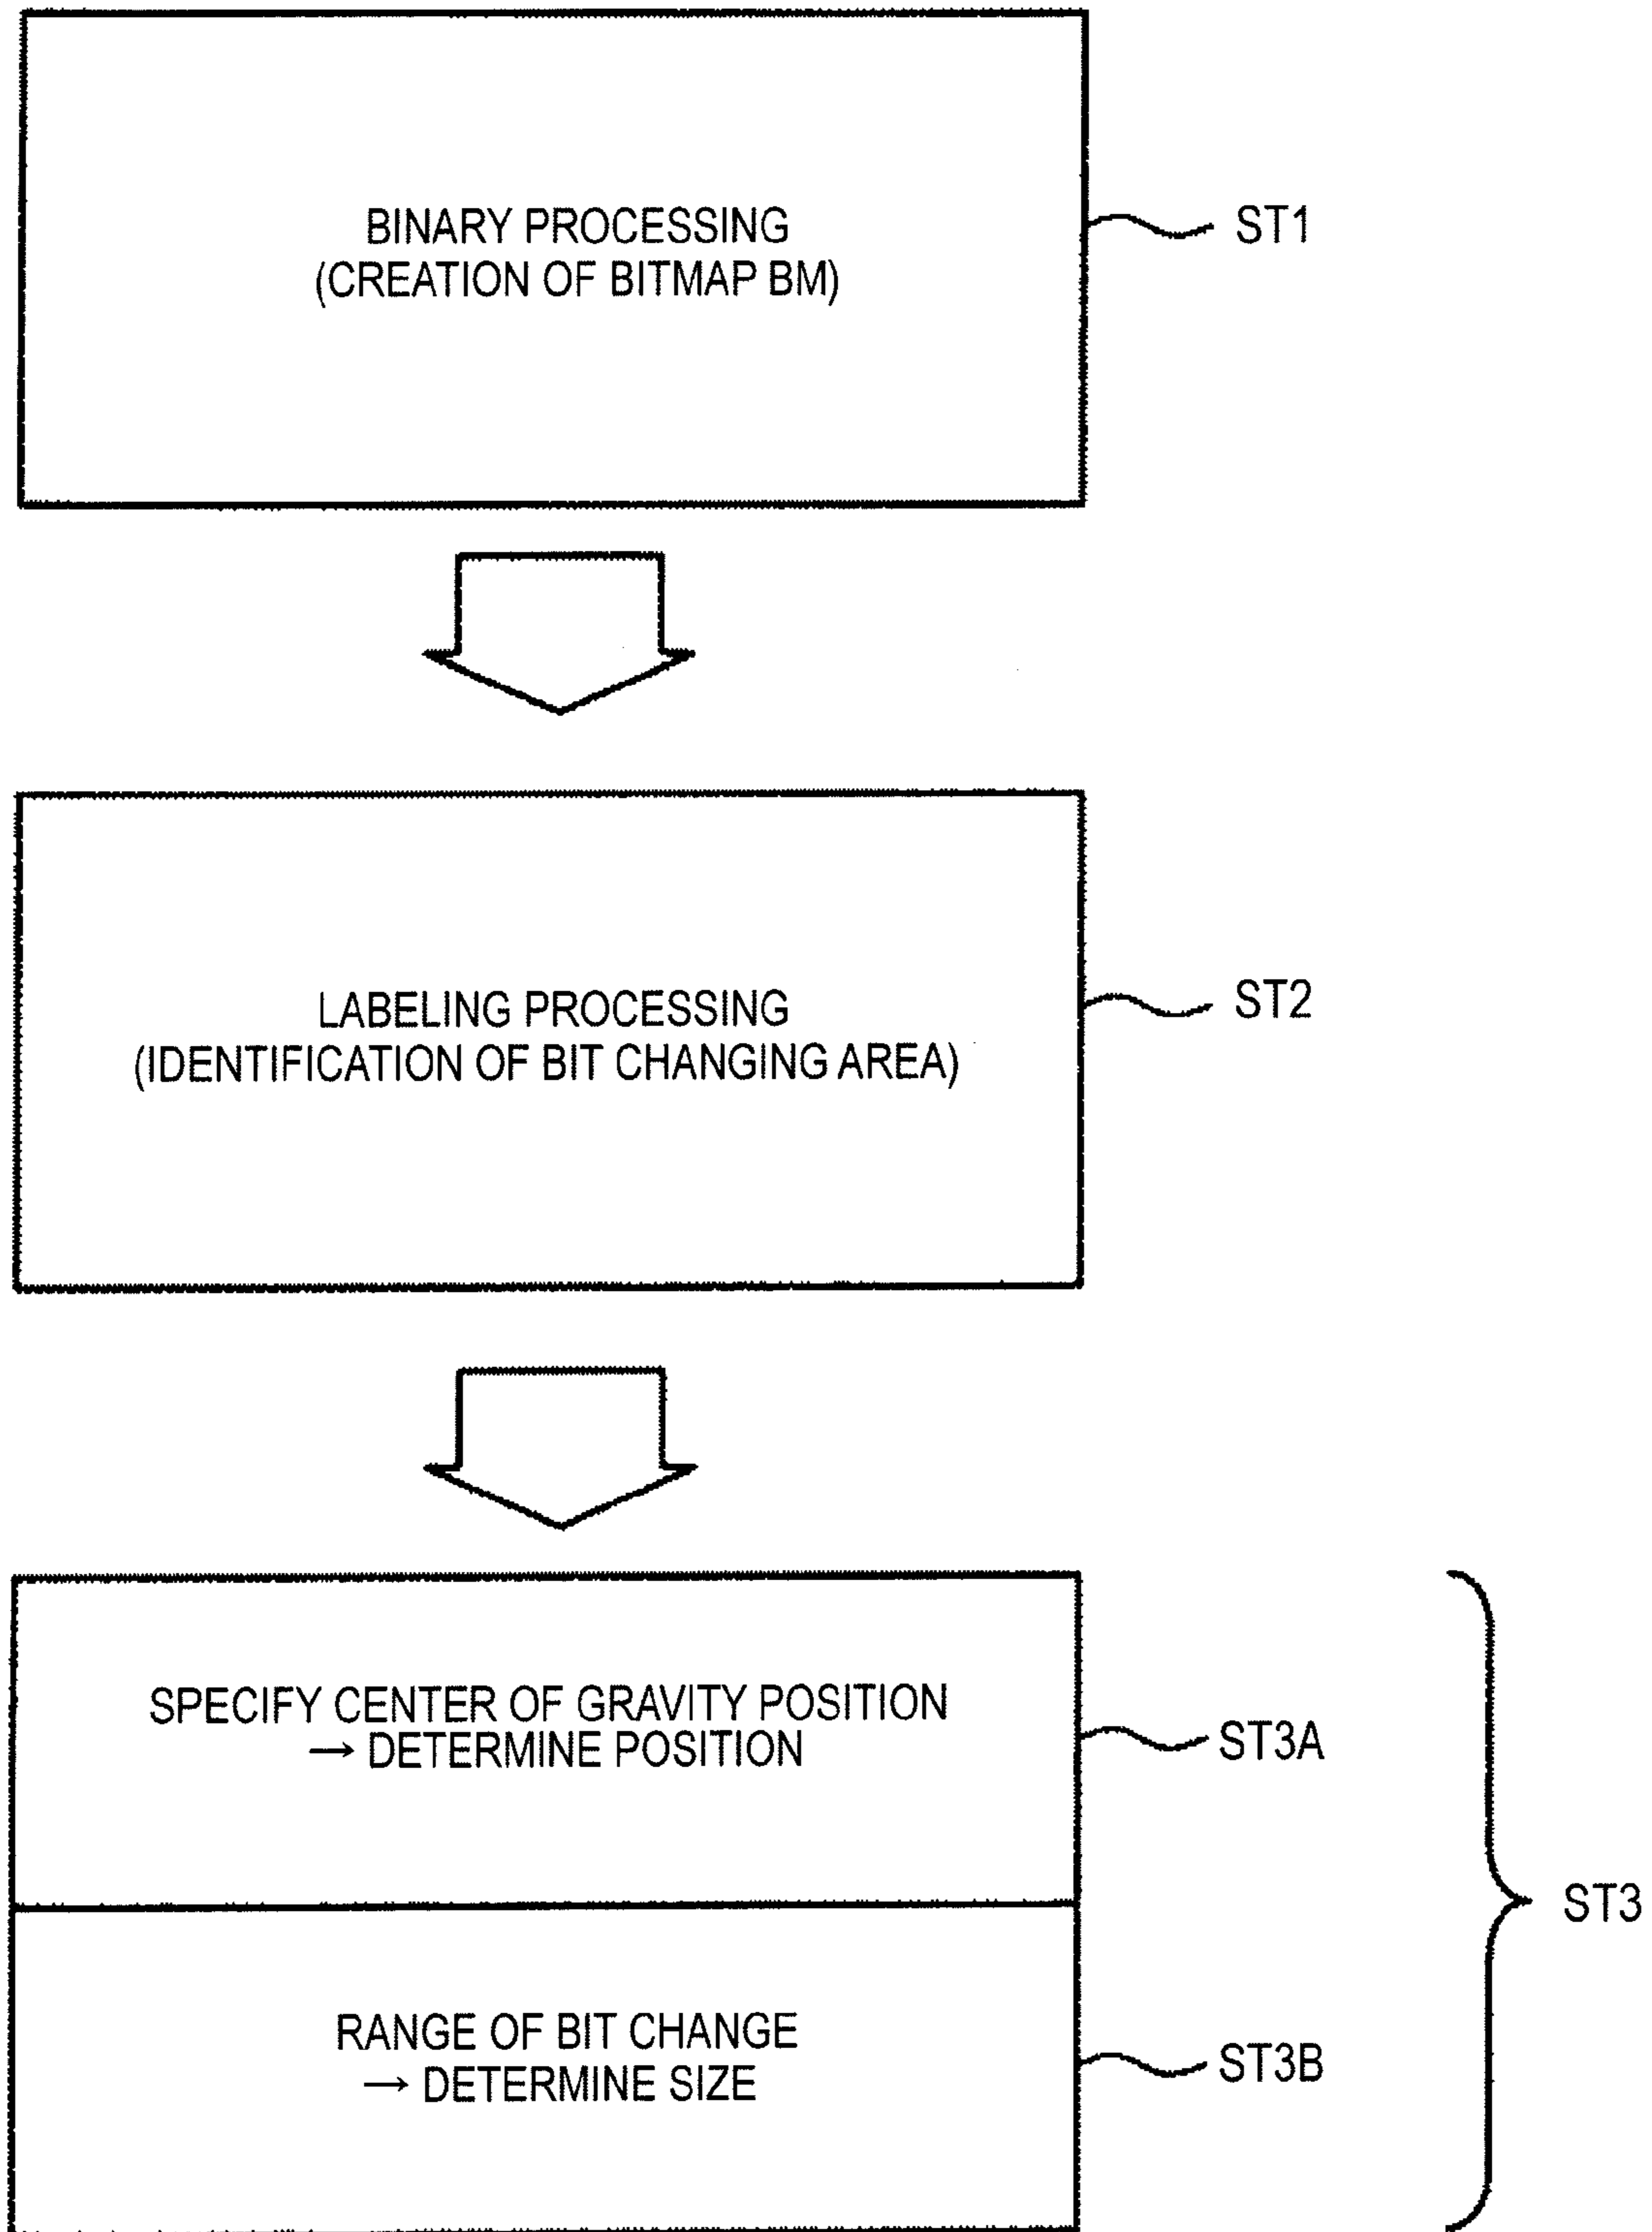 BINARY PROCESSING
(CREATION OF BITMAP BM)
ST1
LABELING PROCESSING
(IDENTIFICATION OF BIT CHANGING AREA)
ST2
SPECIFY CENTER OF GRAVITY POSITION
→ DETERMINE POSITION
ST3A
ST3
RANGE OF BIT CHANGE
→ DETERMINE SIZE
ST3B